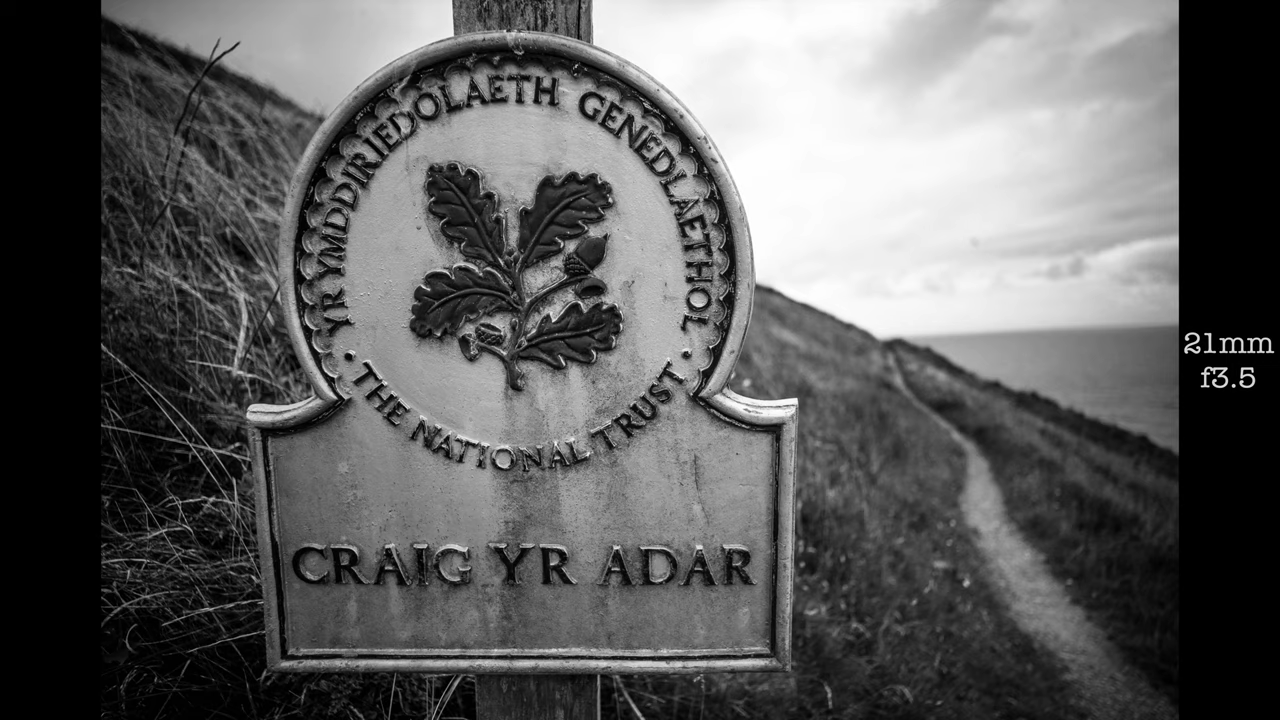 YR YMDDIRIEDOLAETH GENEDLAETHOL
• THE NATIONAL TRUST •
CRAIG YR ADAR
21mm
f3.5